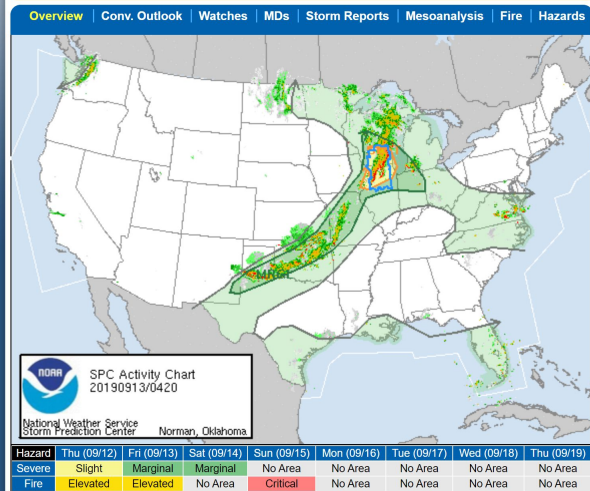 Overview | Conv. Outlook | Watches | MDs | Storm Reports | Mesoanalysis | Fire | Hazards
MRGL
NOAA
SPC Activity Chart
20190913/0420
National Weather Service
Storm Prediction Center Norman, Oklahoma
Hazard Thu (09/12) Fri (09/13) Sat (09/14) Sun (09/15) Mon (09/16) Tue (09/17) Wed (09/18) Thu (09/19)
Severe Slight Marginal Marginal No Area No Area No Area No Area No Area
Fire Elevated Elevated No Area Critical No Area No Area No Area No Area